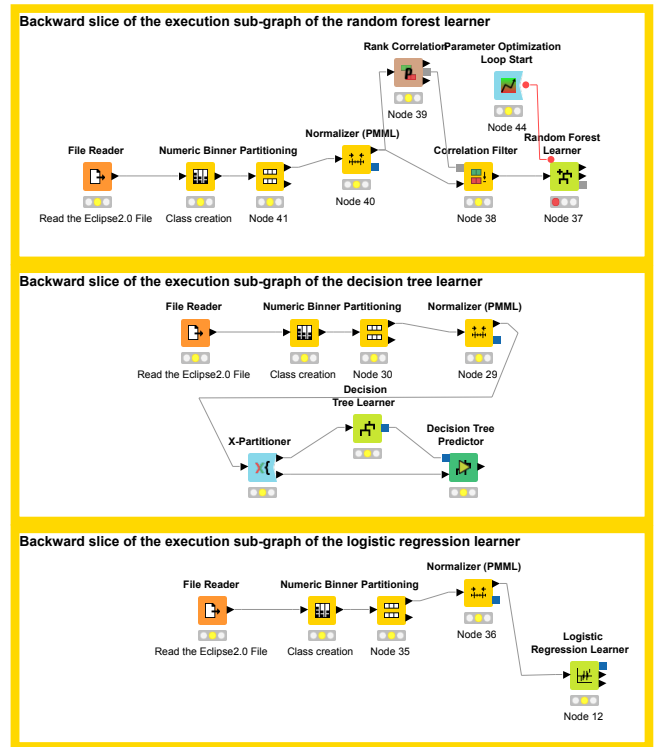 Backward slice of the execution sub-graph of the random forest learner
Rank Correlation
Parameter Optimization
Loop Start
Node 39
Node 44
File Reader
Numeric Binner
Partitioning
Normalizer (PMML)
Correlation Filter
Random Forest
Learner
Read the Eclipse2.0 File
Class creation
Node 41
Node 40
Node 38
Node 37
Backward slice of the execution sub-graph of the decision tree learner
File Reader
Numeric Binner
Partitioning
Normalizer (PMML)
Read the Eclipse2.0 File
Class creation
Node 30
Node 29
Decision
Tree Learner
X-Partitioner
Decision Tree
Predictor
Backward slice of the execution sub-graph of the logistic regression learner
File Reader
Numeric Binner
Partitioning
Normalizer (PMML)
Read the Eclipse2.0 File
Class creation
Node 35
Node 36
Logistic
Regression Learner
Node 12